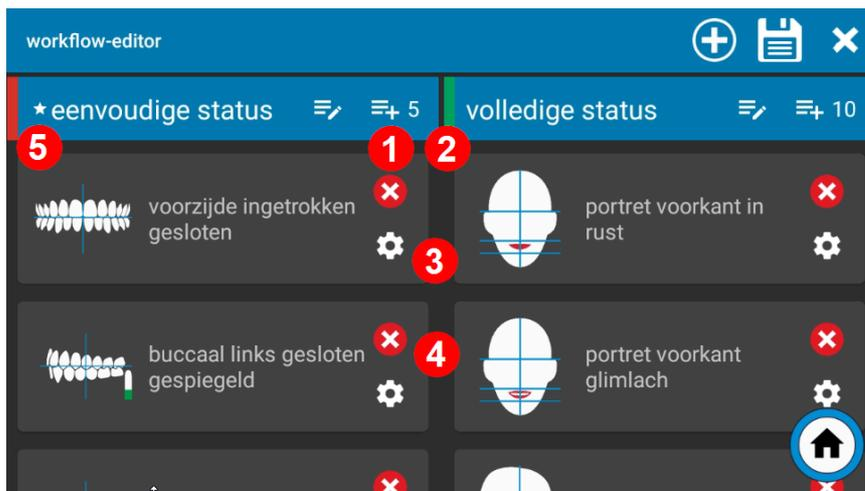 workflow-editor
eenvoudige status 5
volledige status 10
5
1
2
voorzijde ingetrokken
gesloten
portret voorkant in
rust
3
buccaal links gesloten
gespiegeld
4
portret voorkant
glimlach